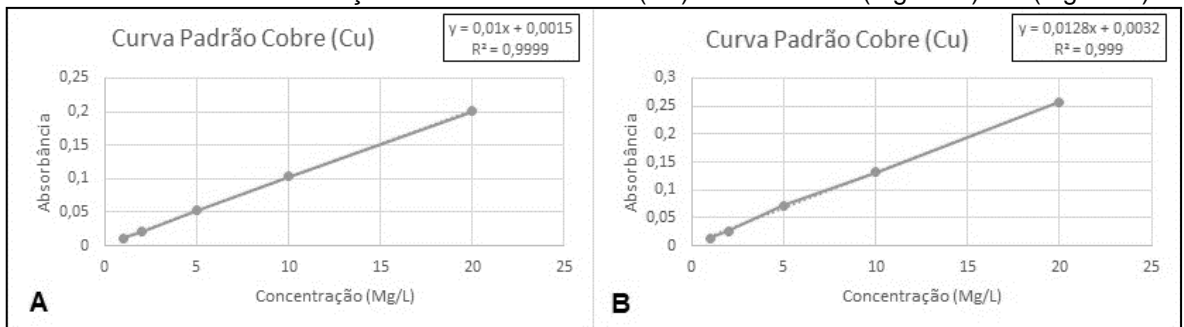 Curva Padrão Cobre (Cu)
y = 0,01x + 0,0015
R² = 0,9999
0,25
0,2
0,15
0,1
0,05
0
Absorbância
0 5 10 15 20 25
Concentração (Mg/L)
A
Curva Padrão Cobre (Cu)
y = 0,0128x + 0,0032
R² = 0,999
0,3
0,25
0,2
0,15
0,1
0,05
0
Absorbância
0 5 10 15 20 25
Concentração (Mg/L)
B